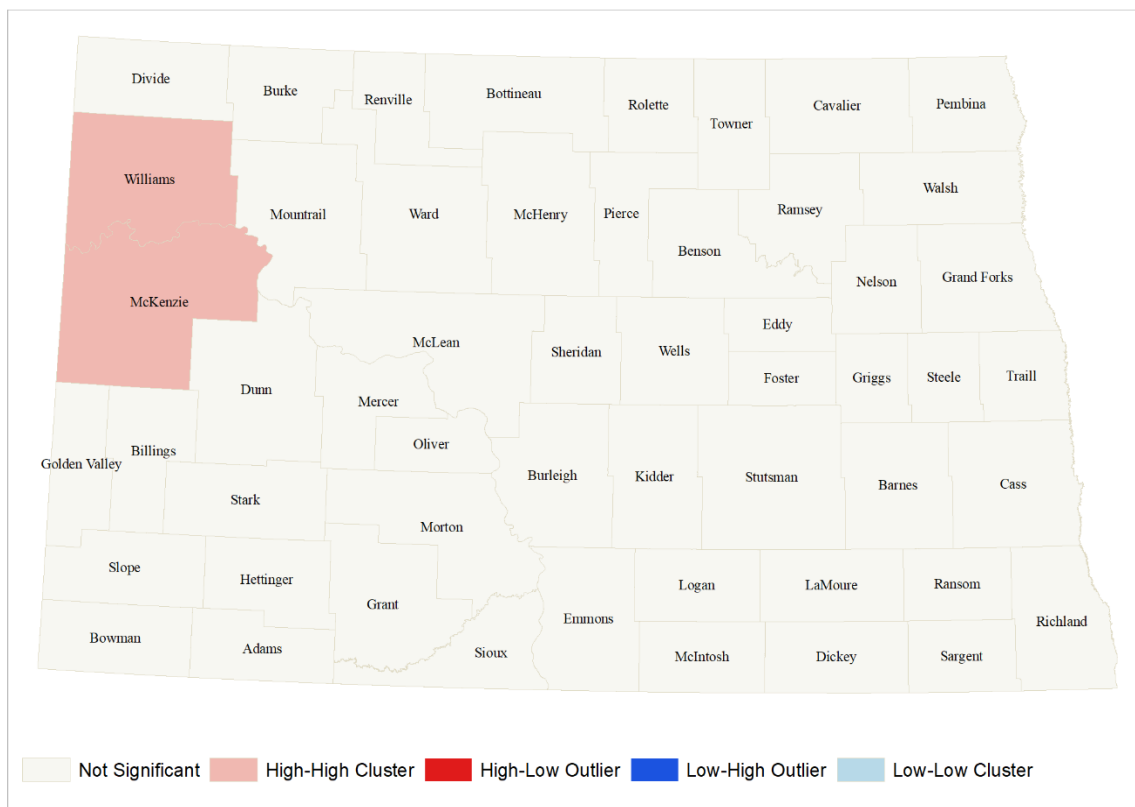 Divide
Burke
Renville
Bottineau
Rolette
Towner
Cavalier
Pembina
Williams
Mountrail
Ward
McHenry
Pierce
Benson
Ramsey
Walsh
Nelson
Grand Forks
McKenzie
McLean
Sheridan
Wells
Eddy
Foster
Griggs
Steele
Traill
Dunn
Mercer
Oliver
Golden Valley
Billings
Stark
Morton
Burleigh
Kidder
Stutsman
Barnes
Cass
Slope
Hettinger
Grant
Emmons
Logan
LaMoure
Ransom
Richland
Bowman
Adams
Sioux
McIntosh
Dickey
Sargent
Not Significant High-High Cluster High-Low Outlier Low-High Outlier Low-Low Cluster